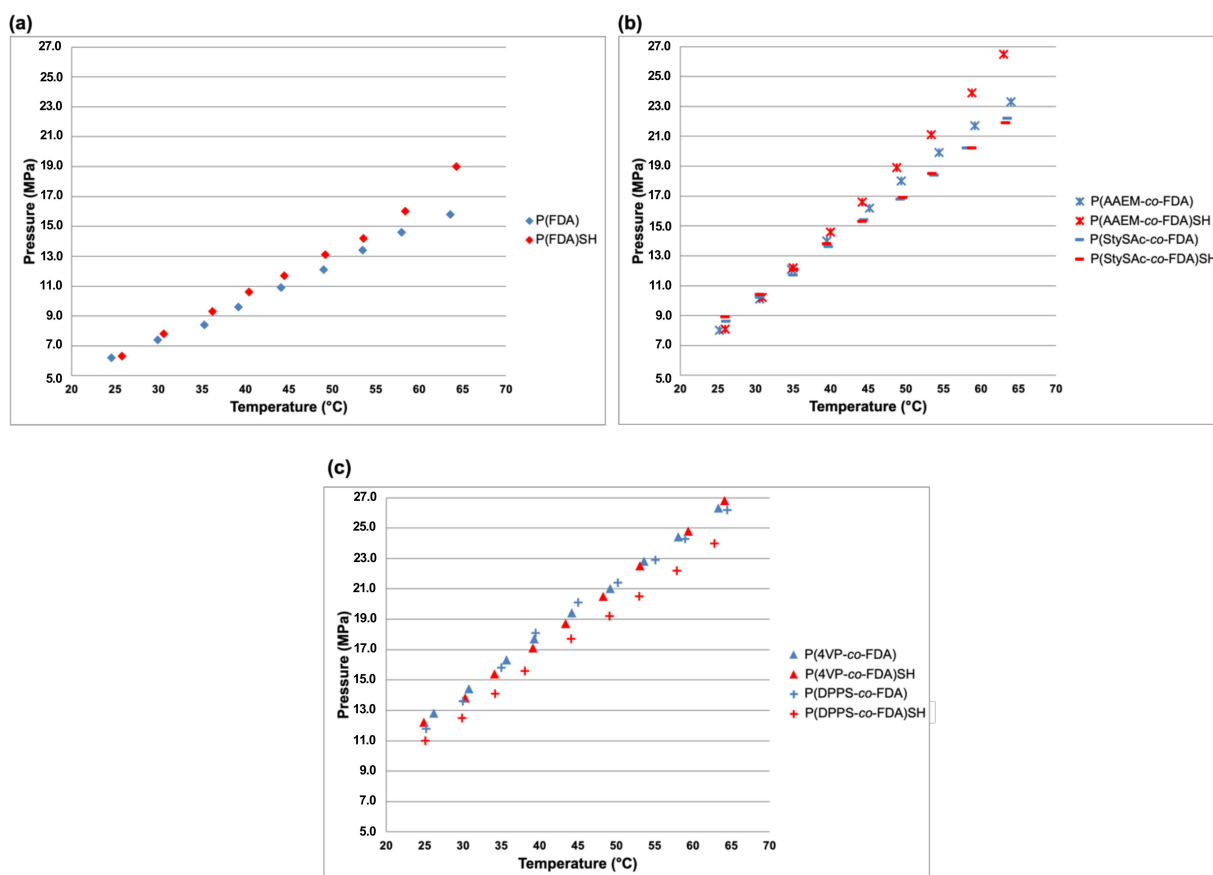 (a)
27.0
25.0
23.0
21.0
19.0
17.0
15.0
13.0
11.0
9.0
7.0
5.0
Pressure (MPa)
20 25 30 35 40 45 50 55 60 65 70
Temperature (°C)
P(FDA)
P(FDA)SH
(b)
27.0
25.0
23.0
21.0
19.0
17.0
15.0
13.0
11.0
9.0
7.0
5.0
Pressure (MPa)
20 25 30 35 40 45 50 55 60 65 70
Temperature (°C)
P(AAEM-co-FDA)
P(AAEM-co-FDA)SH
P(StySAc-co-FDA)
P(StySAc-co-FDA)SH
(c)
27.0
25.0
23.0
21.0
19.0
17.0
15.0
13.0
11.0
9.0
7.0
5.0
Pressure (MPa)
20 25 30 35 40 45 50 55 60 65 70
Temperature (°C)
P(4VP-co-FDA)
P(4VP-co-FDA)SH
P(DPPS-co-FDA)
P(DPPS-co-FDA)SH